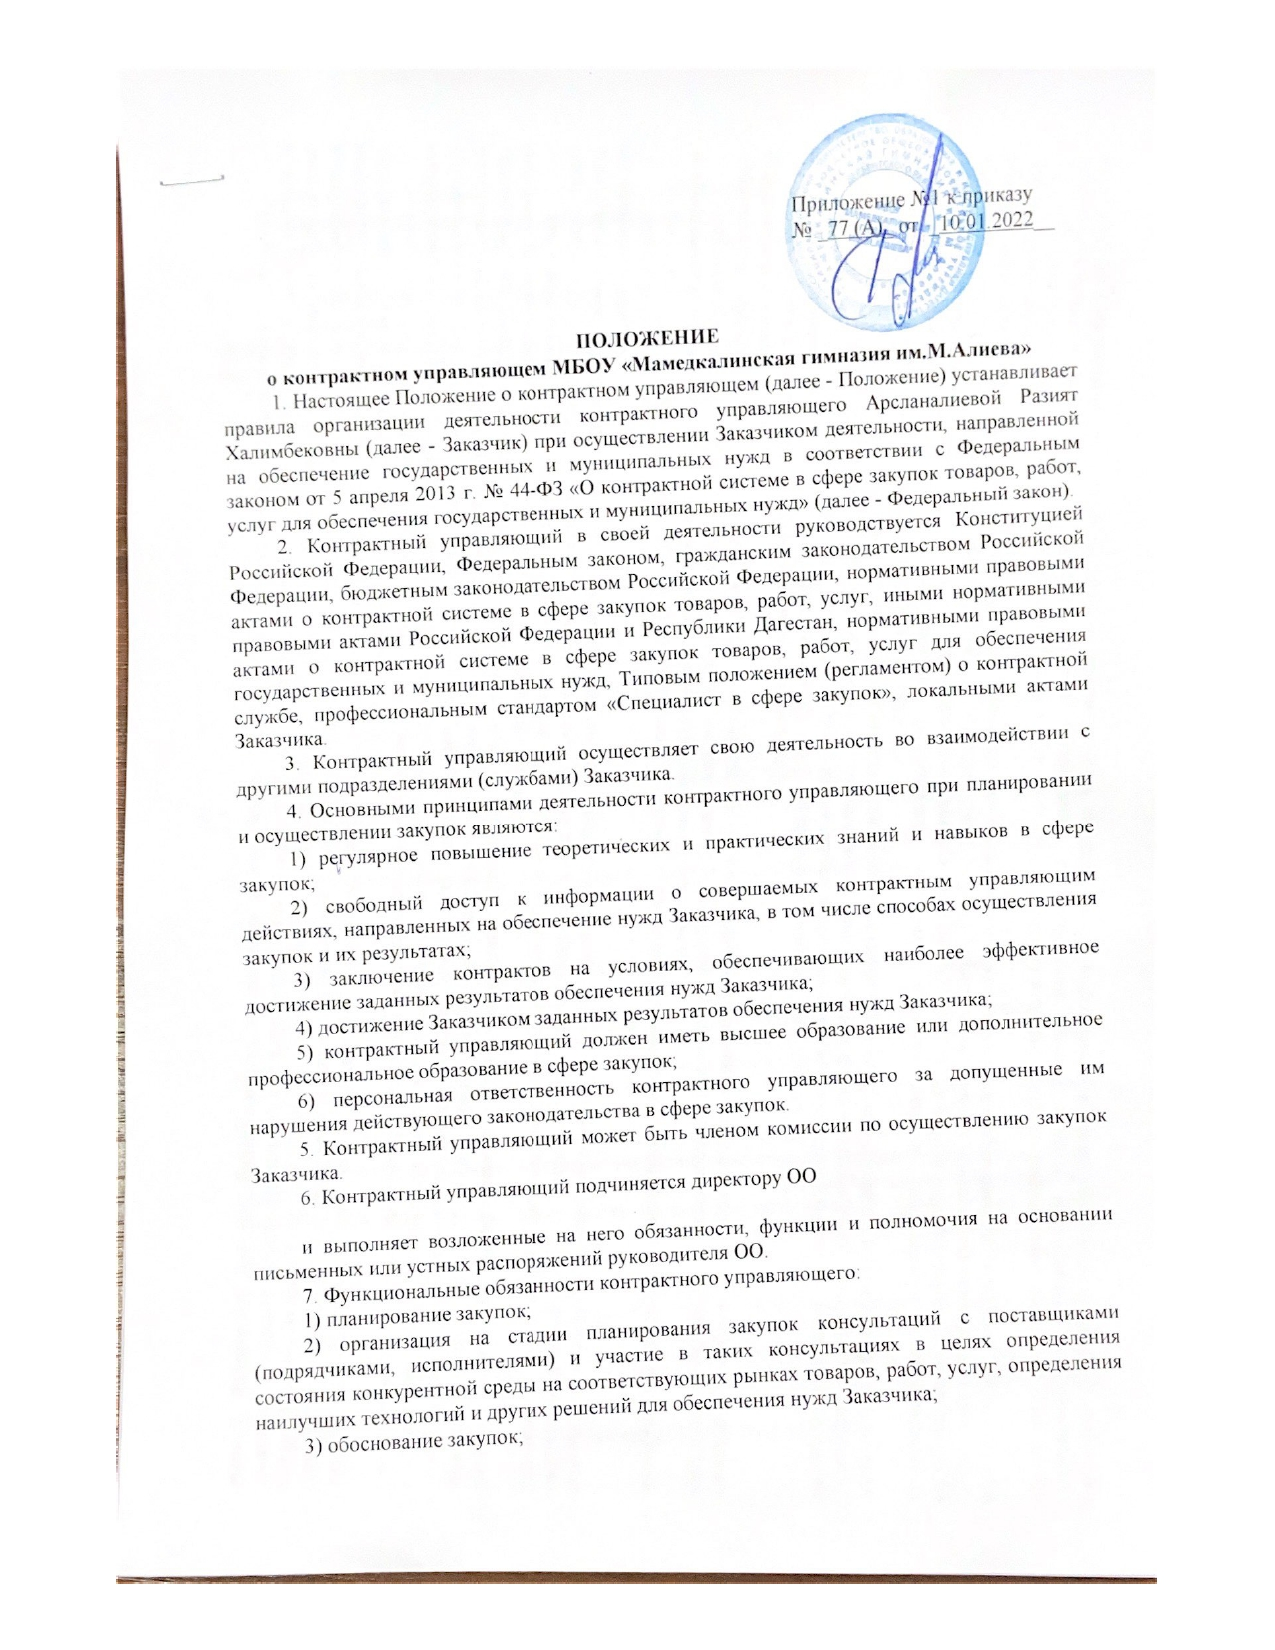 Приложение №1 к приказу
№ _77 (А)_ от _10.01.2022__
ПОЛОЖЕНИЕ
о контрактном управляющем МБОУ «Мамедкалинская гимназия им.М.Алиева»
1. Настоящее Положение о контрактном управляющем (далее - Положение) устанавливает
правила организации деятельности контрактного управляющего Арсланалиевой Разият
Халимбековны (далее - Заказчик) при осуществлении Заказчиком деятельности, направленной
на обеспечение государственных и муниципальных нужд в соответствии с Федеральным
законом от 5 апреля 2013 г. № 44-ФЗ «О контрактной системе в сфере закупок товаров, работ,
услуг для обеспечения государственных и муниципальных нужд» (далее - Федеральный закон).
2. Контрактный управляющий в своей деятельности руководствуется Конституцией
Российской Федерации, Федеральным законом, гражданским законодательством Российской
Федерации, бюджетным законодательством Российской Федерации, нормативными правовыми
актами о контрактной системе в сфере закупок товаров, работ, услуг, иными нормативными
правовыми актами Российской Федерации и Республики Дагестан, нормативными правовыми
актами о контрактной системе в сфере закупок товаров, работ, услуг для обеспечения
государственных и муниципальных нужд, Типовым положением (регламентом) о контрактной
службе, профессиональным стандартом «Специалист в сфере закупок», локальными актами
Заказчика.
3. Контрактный управляющий осуществляет свою деятельность во взаимодействии с
другими подразделениями (службами) Заказчика.
4. Основными принципами деятельности контрактного управляющего при планировании
и осуществлении закупок являются:
1) регулярное повышение теоретических и практических знаний и навыков в сфере
закупок;
2) свободный доступ к информации о совершаемых контрактным управляющим
действиях, направленных на обеспечение нужд Заказчика, в том числе способах осуществления
закупок и их результатах;
3) заключение контрактов на условиях, обеспечивающих наиболее эффективное
достижение заданных результатов обеспечения нужд Заказчика;
4) достижение Заказчиком заданных результатов обеспечения нужд Заказчика;
5) контрактный управляющий должен иметь высшее образование или дополнительное
профессиональное образование в сфере закупок;
6) персональная ответственность контрактного управляющего за допущенные им
нарушения действующего законодательства в сфере закупок.
5. Контрактный управляющий может быть членом комиссии по осуществлению закупок
Заказчика.
6. Контрактный управляющий подчиняется директору ОО
и выполняет возложенные на него обязанности, функции и полномочия на основании
письменных или устных распоряжений руководителя ОО.
7. Функциональные обязанности контрактного управляющего:
1) планирование закупок;
2) организация на стадии планирования закупок консультаций с поставщиками
(подрядчиками, исполнителями) и участие в таких консультациях в целях определения
состояния конкурентной среды на соответствующих рынках товаров, работ, услуг, определения
наилучших технологий и других решений для обеспечения нужд Заказчика;
3) обоснование закупок;